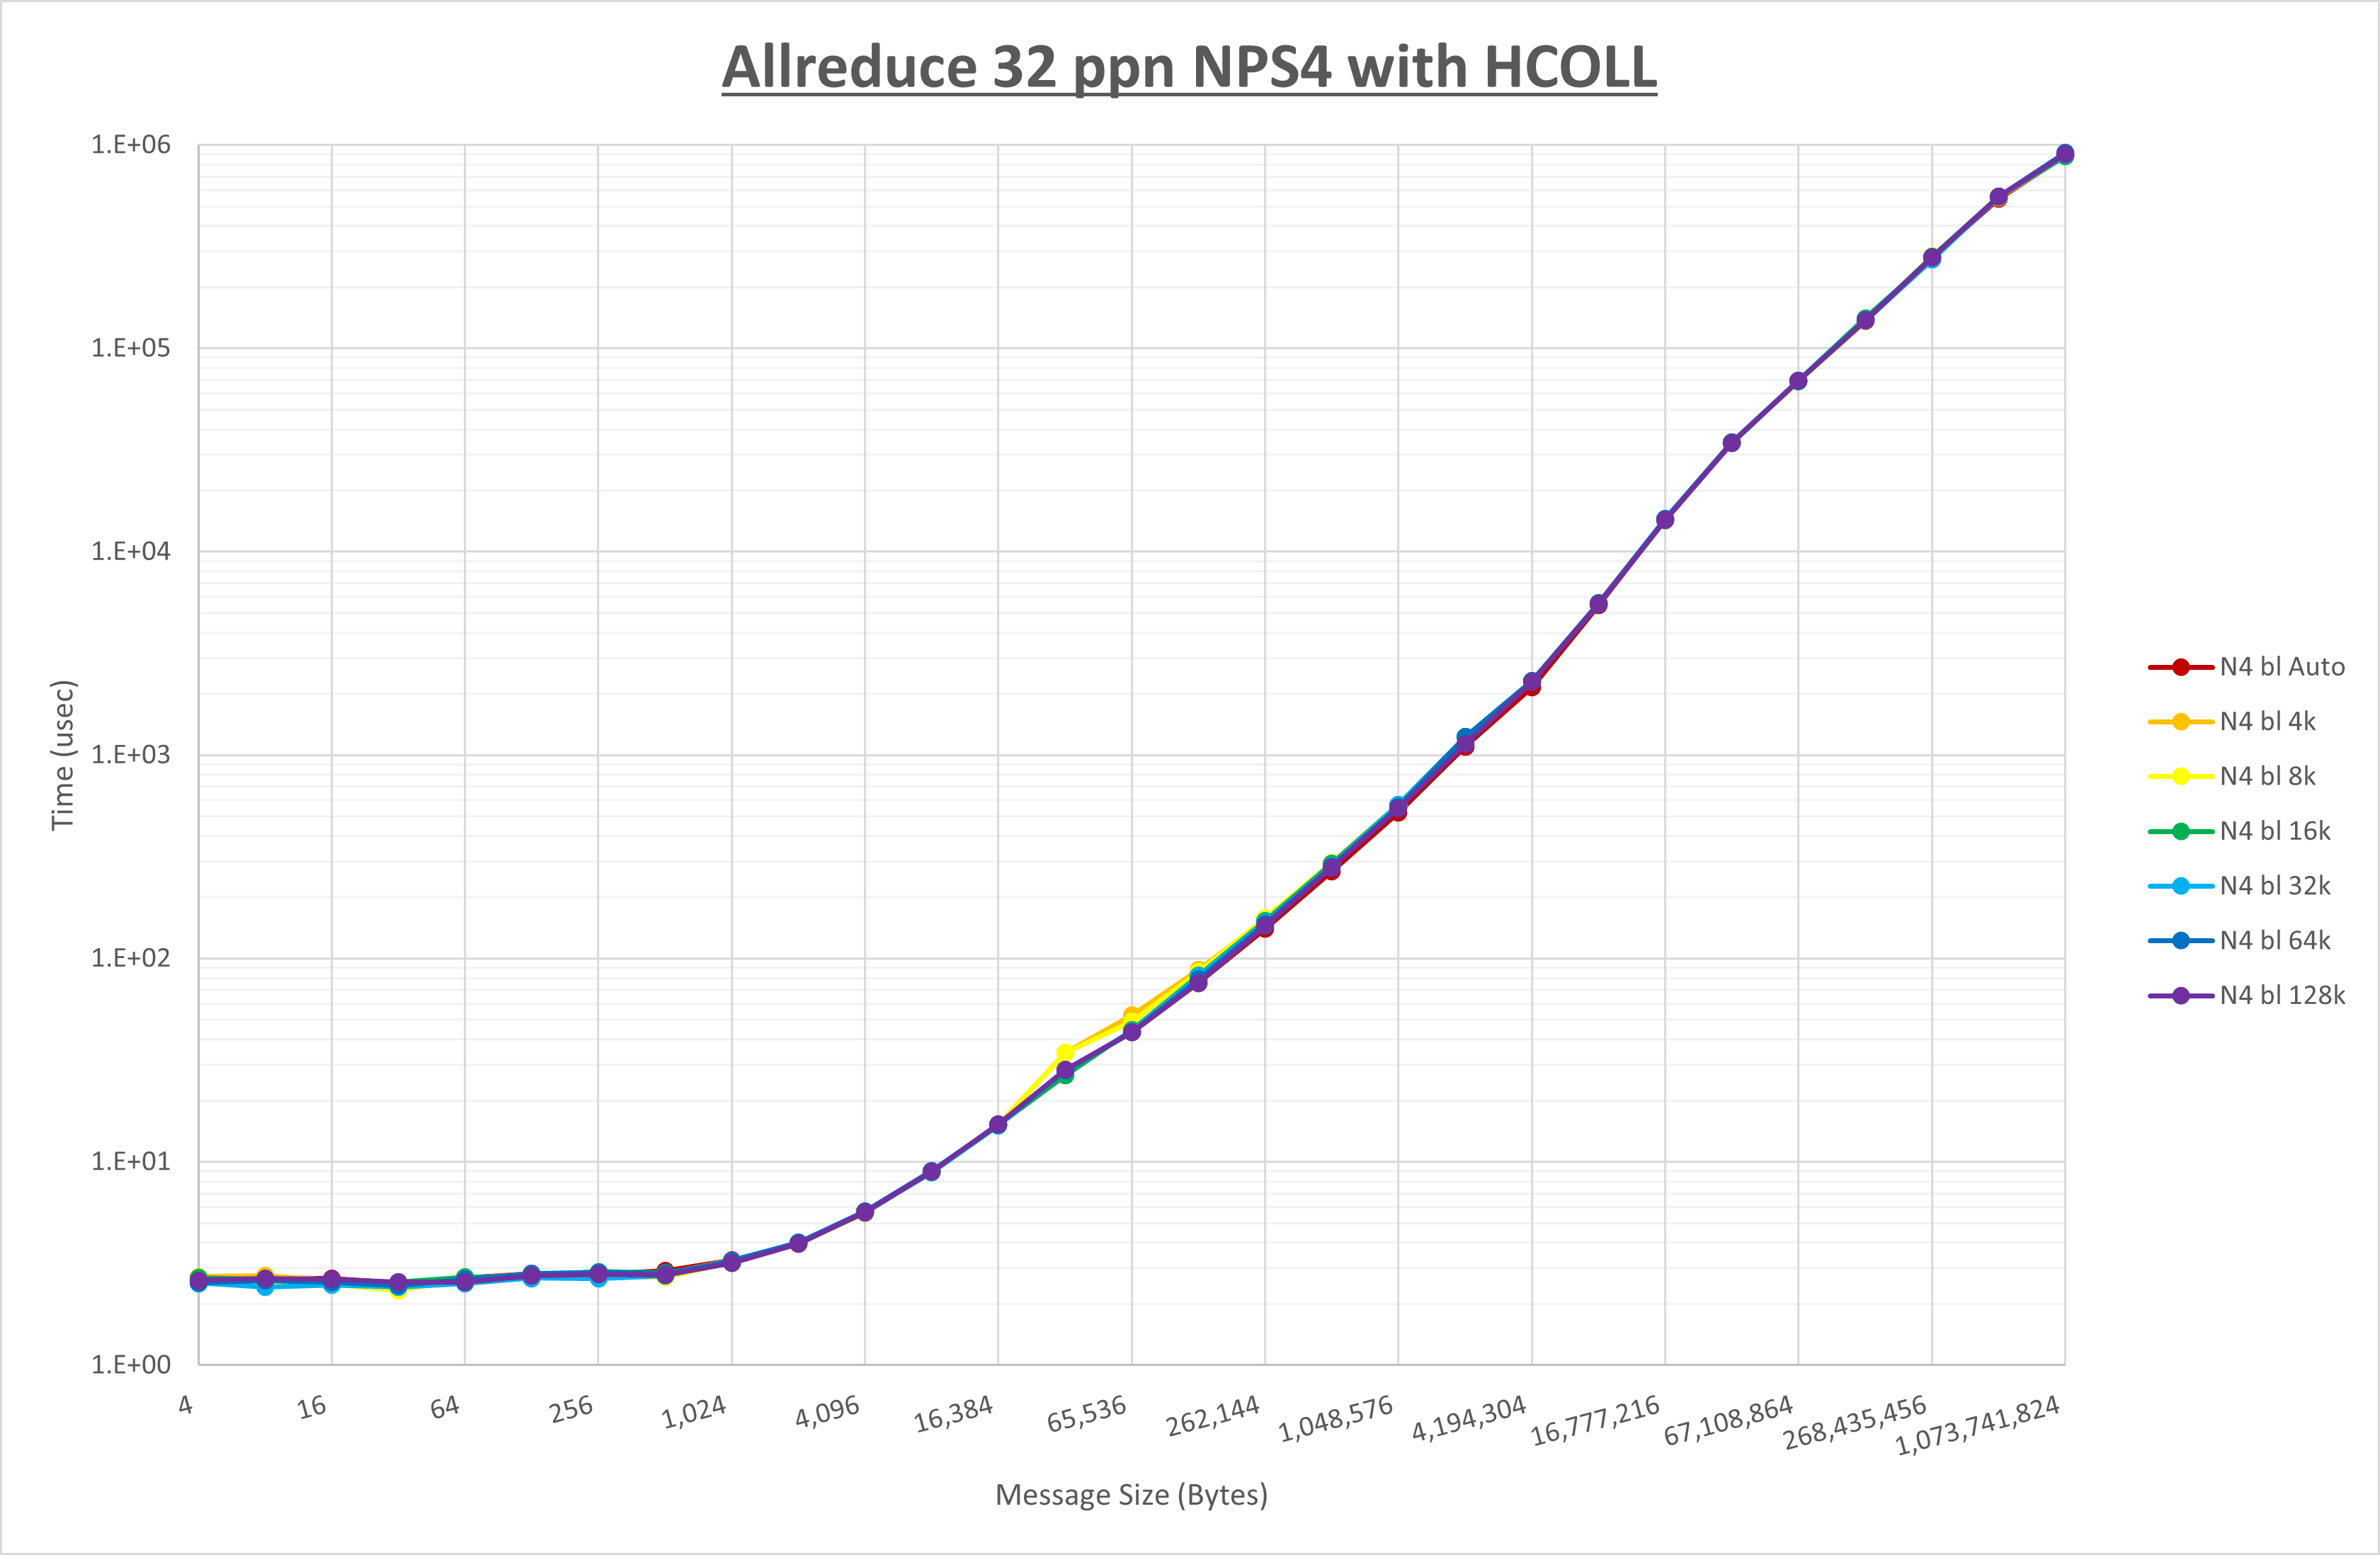 Allreduce 32 ppn NPS4 with HCOLL
1.E+06
1.E+05
1.E+04
1.E+03
1.E+02
1.E+01
1.E+00
Time (usec)
4
16
64
256
1,024
4,096
16,384
65,536
262,144
1,048,576
4,194,304
16,777,216
67,108,864
268,435,456
1,073,741,824
Message Size (Bytes)
N4 bl Auto
N4 bl 4k
N4 bl 8k
N4 bl 16k
N4 bl 32k
N4 bl 64k
N4 bl 128k